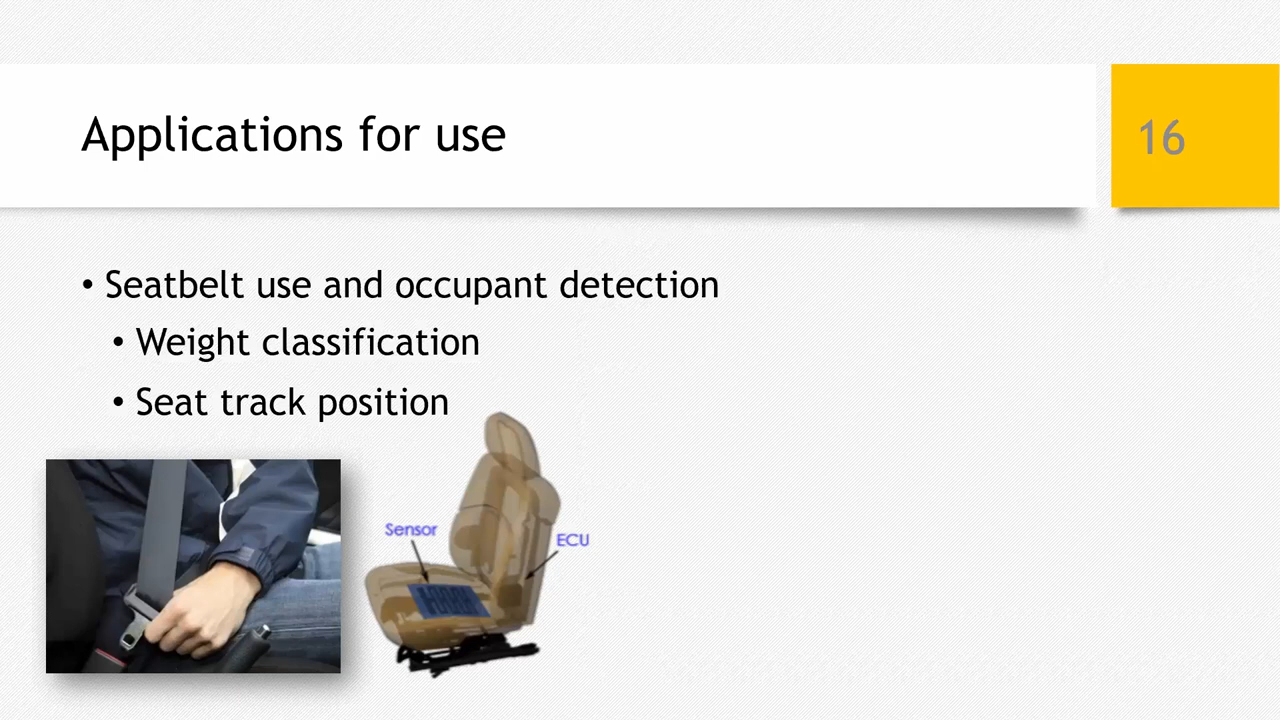 Applications for use
16
• Seatbelt use and occupant detection
• Weight classification
• Seat track position
Sensor
ECU